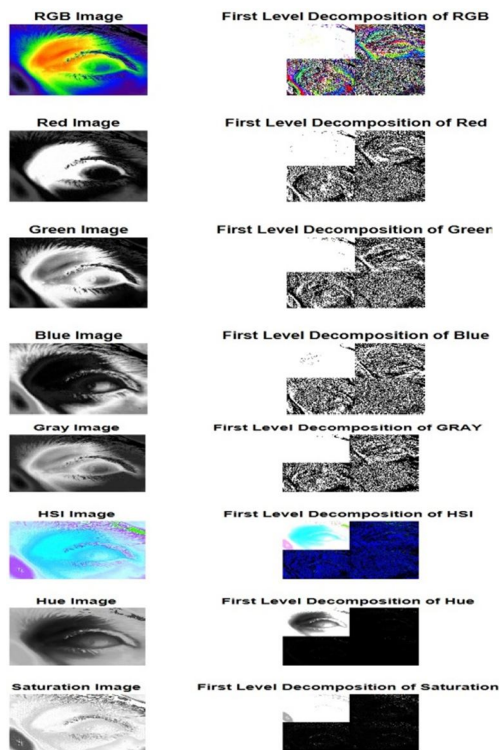 RGB Image First Level Decomposition of RGB
Red Image First Level Decomposition of Red
Green Image First Level Decomposition of Green
Blue Image First Level Decomposition of Blue
Gray Image First Level Decomposition of GRAY
HSI Image First Level Decomposition of HSI
Hue Image First Level Decomposition of Hue
Saturation Image First Level Decomposition of Saturation